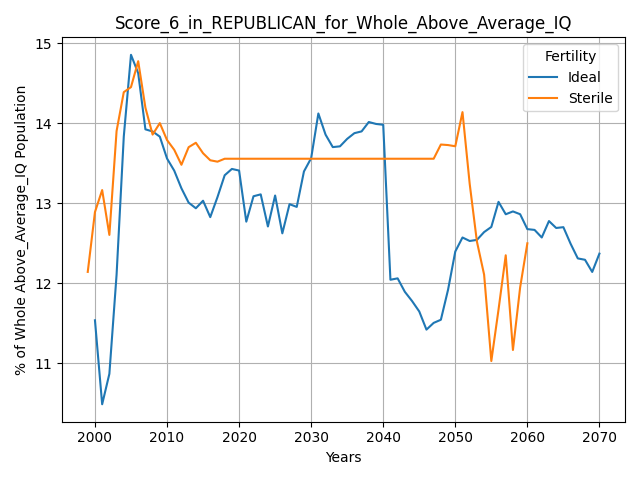 Score_6_in_REPUBLICAN_for_Whole_Above_Average_IQ
% of Whole Above_Average_IQ Population
15
14
13
12
11
Fertility
Ideal
Sterile
2000 2010 2020 2030 2040 2050 2060 2070
Years